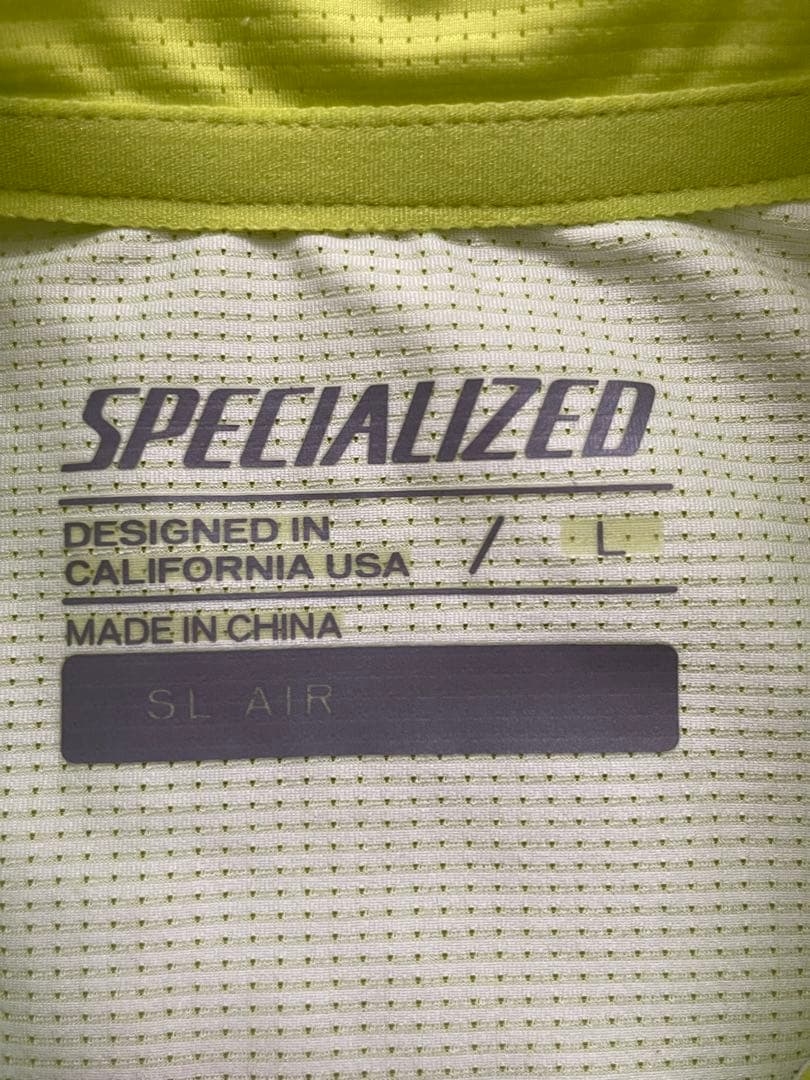 SPECIALIZED
DESIGNED IN
CALIFORNIA USA / L
MADE IN CHINA
SL AIR